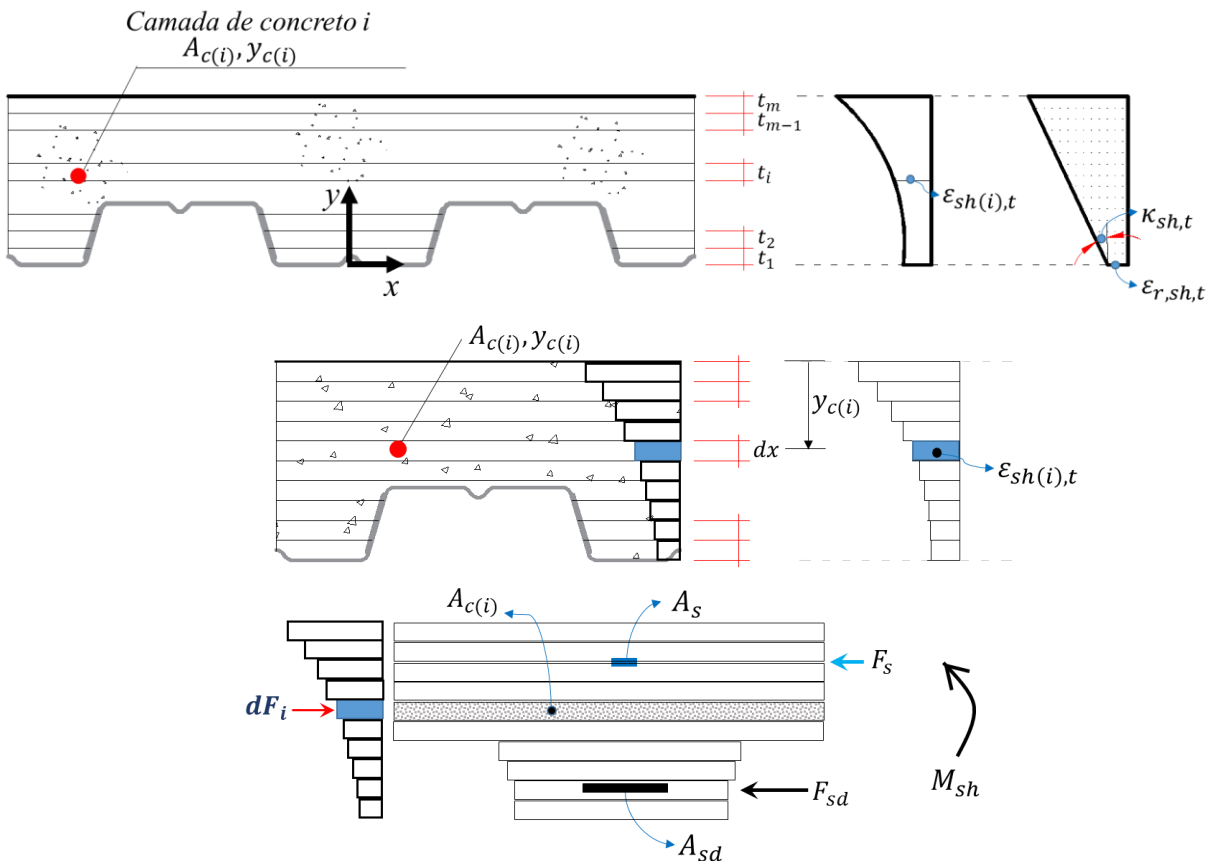 Camada de concreto i
A_{c(i)}, y_{c(i)}
t_m
t_{m-1}
t_i
t_2
t_1
y
x
ε_{sh(i),t}
κ_{sh,t}
ε_{r,sh,t}
A_{c(i)}, y_{c(i)}
dx
y_{c(i)}
ε_{sh(i),t}
A_{c(i)}
A_s
F_s
dF_i
M_{sh}
F_{sd}
A_{sd}